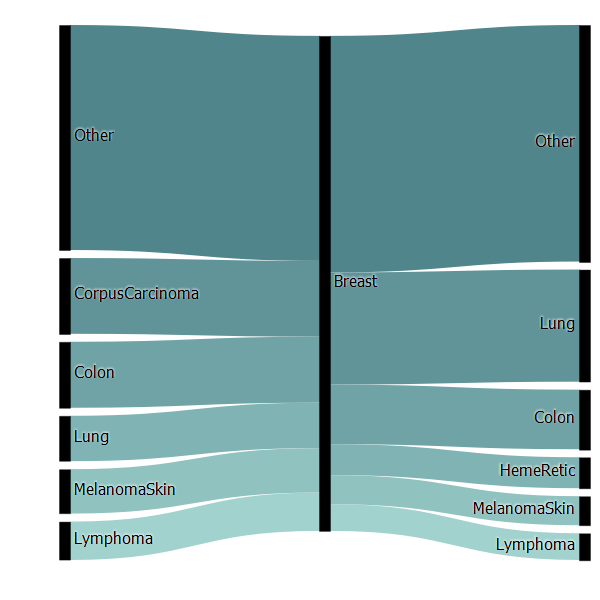 Other
CorpusCarcinoma
Colon
Lung
MelanomaSkin
Lymphoma
Breast
Other
Lung
Colon
HemeRetic
MelanomaSkin
Lymphoma